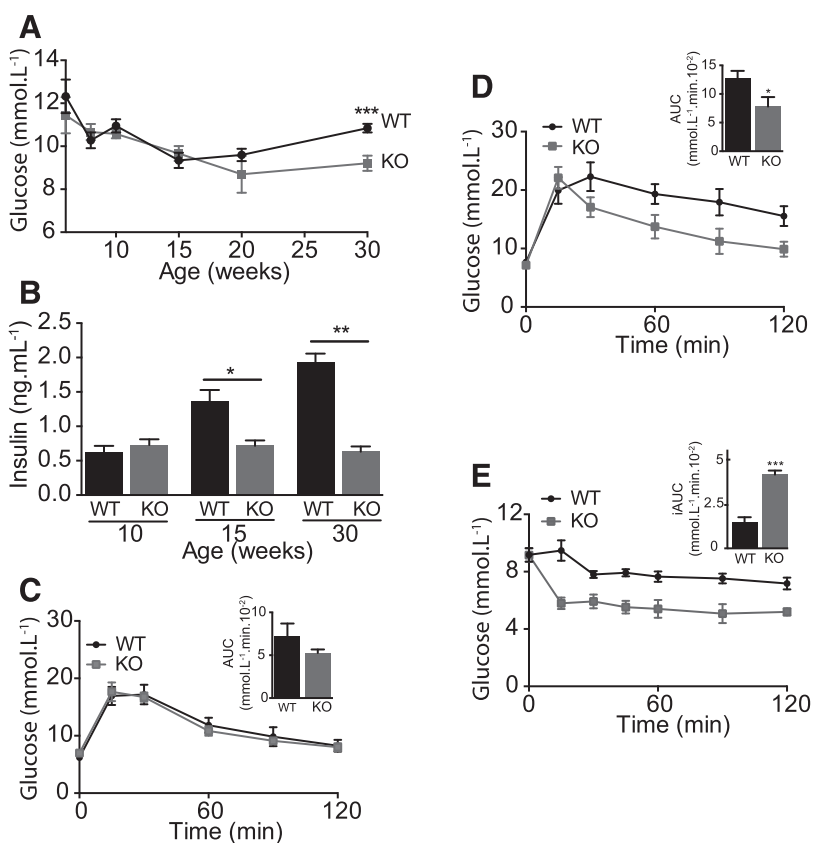 A
Glucose (mmol.L-1)
14
12
10
8
6
***
WT
KO
10
15
20
25
30
Age (weeks)
B
Insulin (ng.mL-1)
2.5
2.0
1.5
1.0
0.5
0.0
*
**
WT KO WT KO WT KO
10 15 30
Age (weeks)
C
Glucose (mmol.L-1)
30
20
10
0
WT
KO
0 60 120
Time (min)
AUC
(mmol.L-1.min.10-2)
10
5
0
WT KO
D
Glucose (mmol.L-1)
30
20
10
0
WT
KO
0 60 120
Time (min)
AUC
(mmol.L-1.min.10-2)
15
10
5
0
*
WT KO
E
Glucose (mmol.L-1)
12
8
4
0
WT
KO
0 60 120
Time (min)
iAUC
(mmol.L-1.min.10-2)
5
2.5
0
***
WT KO